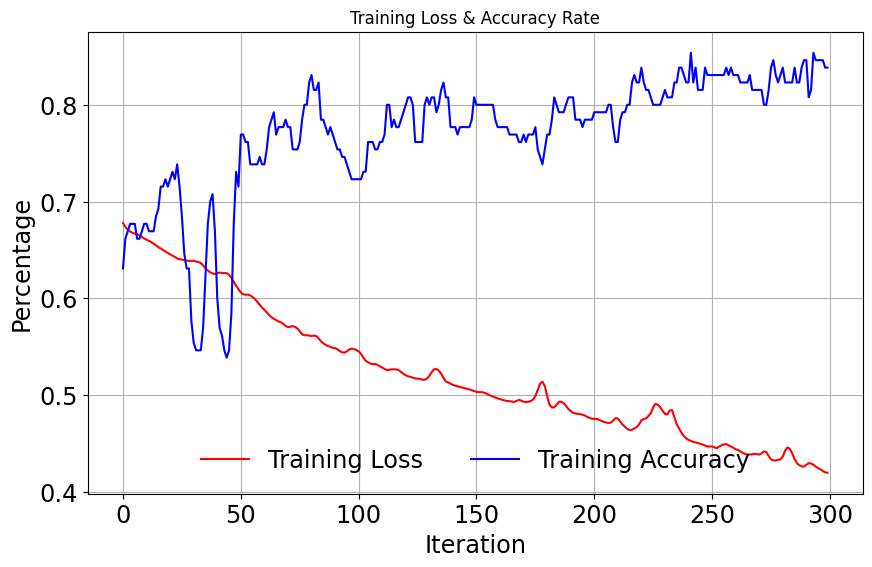 Training Loss & Accuracy Rate
Percentage
0.8
0.7
0.6
0.5
0.4
Training Loss
Training Accuracy
0 50 100 150 200 250 300
Iteration